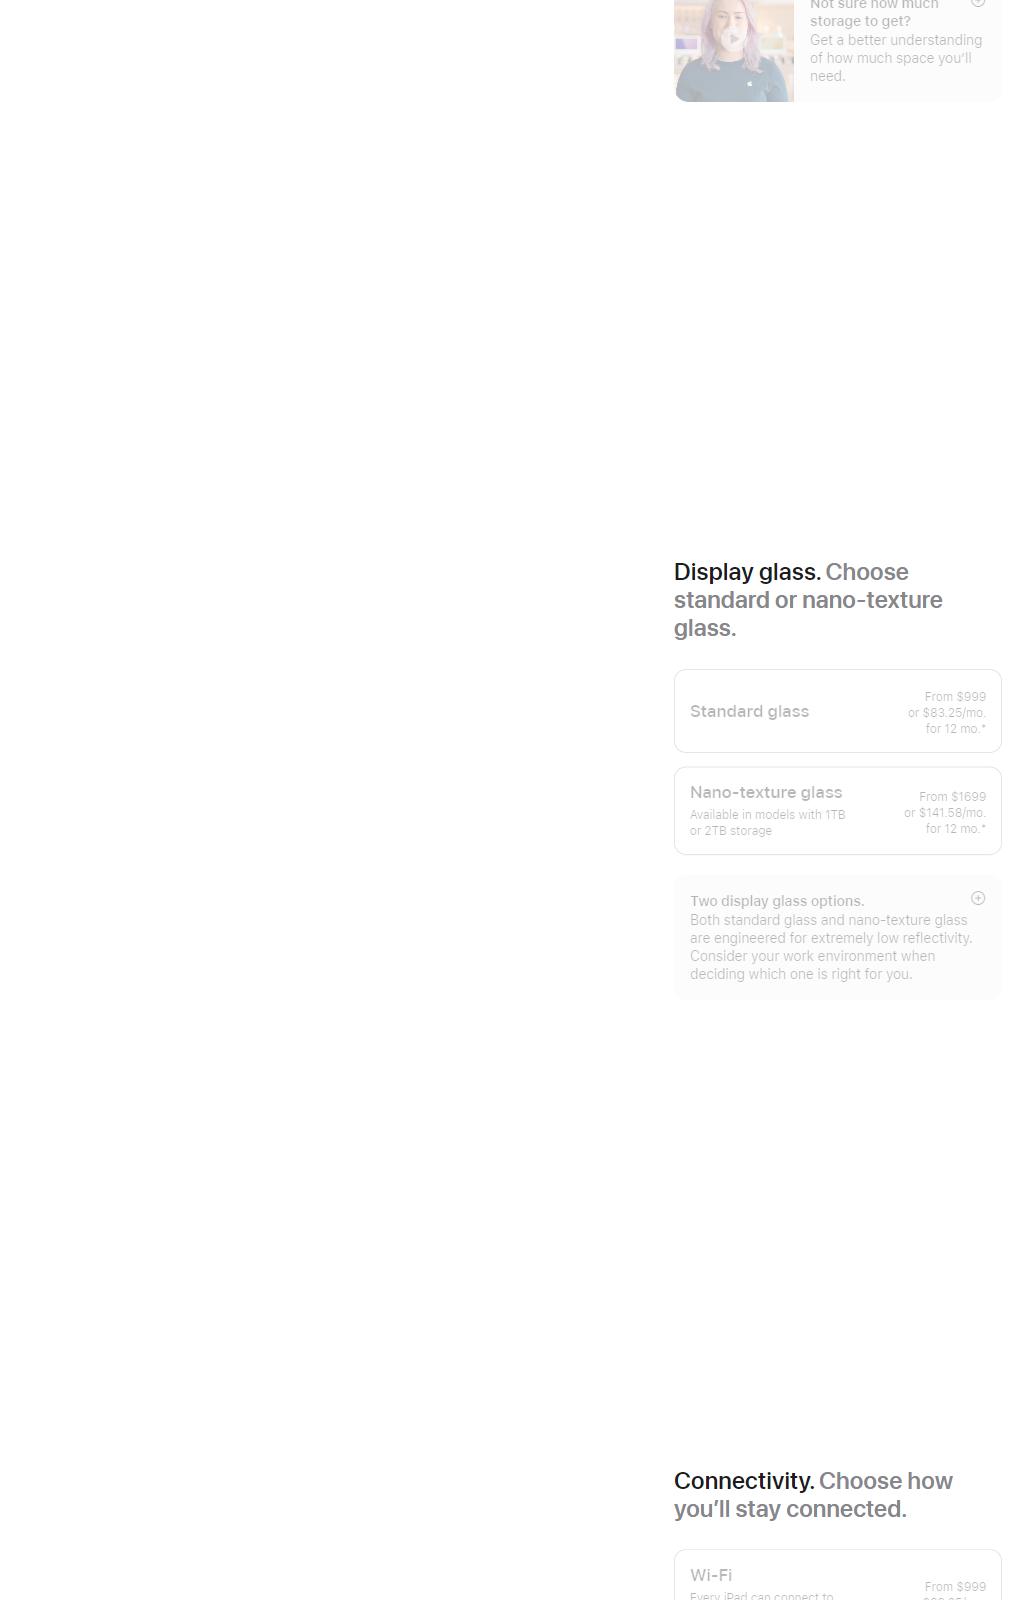 Not sure how much
storage to get?
Get a better understanding
of how much space you'll
need.
Display glass. Choose
standard or nano-texture
glass.
Standard glass
From $999
or $83.25/mo.
for 12 mo.*
Nano-texture glass
Available in models with 1TB
or 2TB storage
From $1699
or $141.58/mo.
for 12 mo.*
Two display glass options.
Both standard glass and nano-texture glass
are engineered for extremely low reflectivity.
Consider your work environment when
deciding which one is right for you.
Connectivity. Choose how
you'll stay connected.
Wi-Fi
Every iPad can connect to
From $999